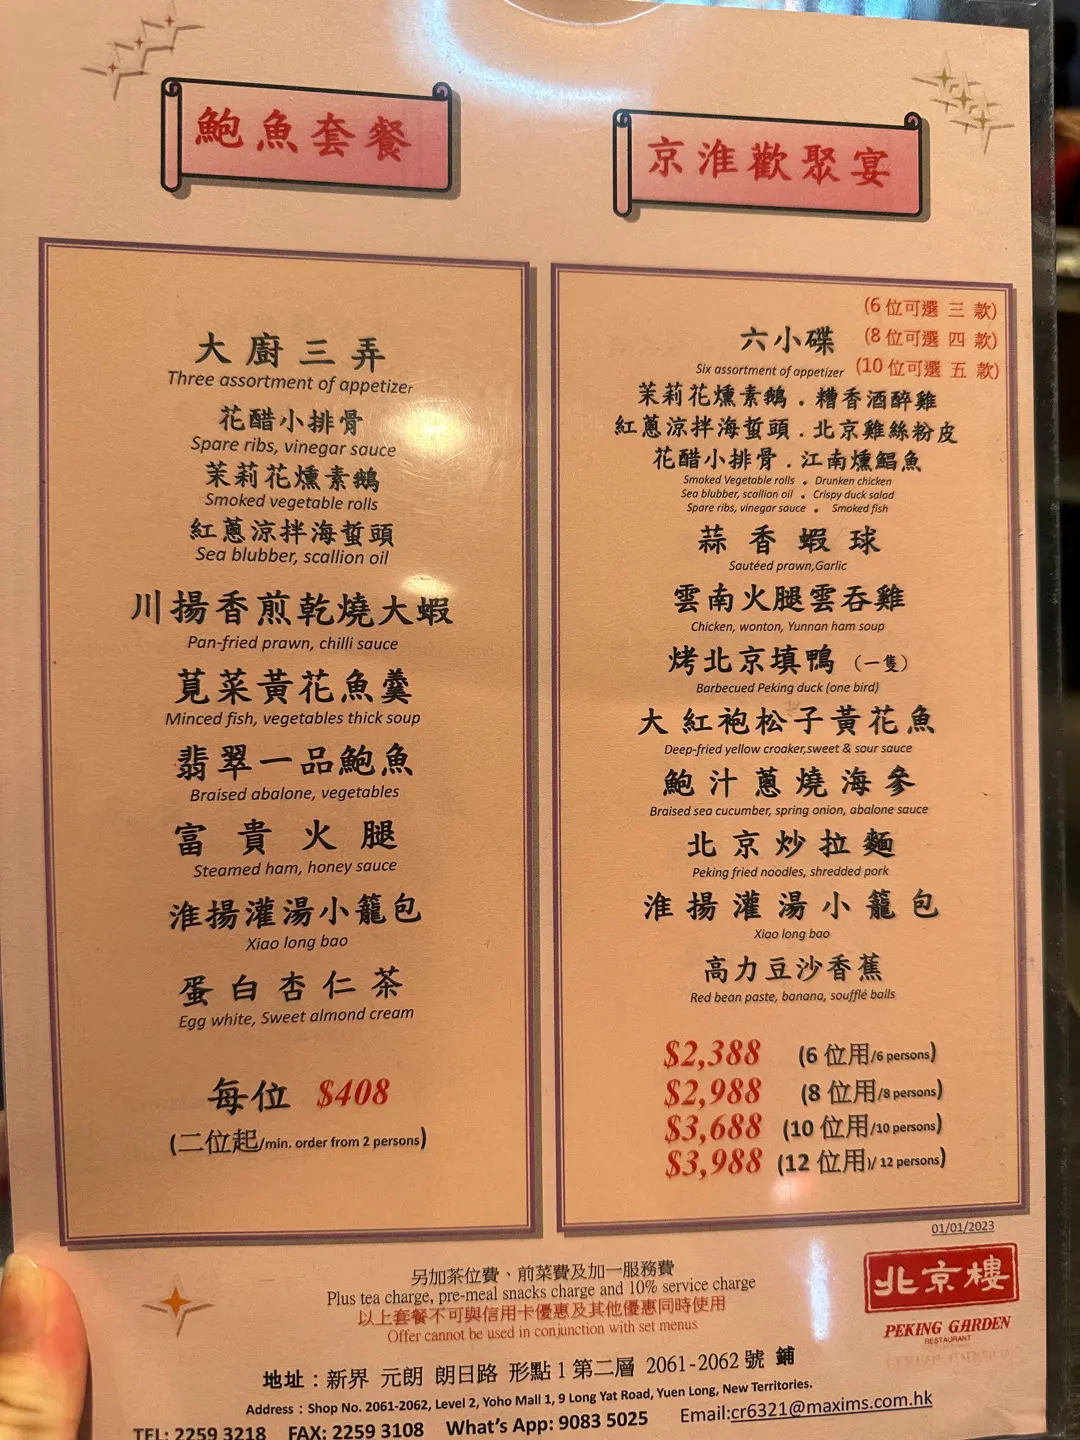 鮑魚套餐
大廚三弄
Three assortment of appetizer
花醋小排骨
Spare ribs, vinegar sauce
茉莉花燻素鵝
Smoked vegetable rolls
紅蔥涼拌海蜇頭
Sea blubber, scallion oil
川揚香煎乾燒大蝦
Pan-fried prawn, chilli sauce
莧菜黃花魚羹
Minced fish, vegetables thick soup
翡翠一品鮑魚
Braised abalone, vegetables
富貴火腿
Steamed ham, honey sauce
淮揚灌湯小籠包
Xiao long bao
蛋白杏仁茶
Egg white, Sweet almond cream
每位 $408
(二位起/min. order from 2 persons)
京淮歡聚宴
(6 位可選 三 款)
六小碟 (8 位可選 四 款)
Six assortment of appetizer (10 位可選 五 款)
茉莉花燻素鵝 . 糟香酒醉雞
紅蔥涼拌海蜇頭 . 北京雞絲粉皮
花醋小排骨 . 江南燻鯧魚
Smoked Vegetable rolls • Drunken chicken
Sea blubber, scallion oil • Crispy duck salad
Spare ribs, vinegar sauce • Smoked fish
蒜香蝦球
Sautéed prawn,Garlic
雲南火腿雲吞雞
Chicken, wonton, Yunnan ham soup
烤北京填鴨 (一隻)
Barbecued Peking duck (one bird)
大紅袍松子黃花魚
Deep-fried yellow croaker,sweet & sour sauce
鮑汁蔥燒海參
Braised sea cucumber, spring onion, abalone sauce
北京炒拉麵
Peking fried noodles, shredded pork
淮揚灌湯小籠包
Xiao long bao
高力豆沙香蕉
Red bean paste, banana, soufflé balls
$2,388 (6 位用/6 persons)
$2,988 (8 位用/8 persons)
$3,688 (10 位用/10 persons)
$3,988 (12 位用)/ 12 persons)
01/01/2023
另加茶位費、前菜費及加一服務費
Plus tea charge, pre-meal snacks charge and 10% service charge
以上套餐不可與信用卡優惠及其他優惠同時使用
Offer cannot be used in conjunction with set menus
北京樓
PEKING GARDEN
RESTAURANT
地址：新界 元朗 朗日路 形點 1 第二層 2061-2062 號 鋪
Address : Shop No. 2061-2062, Level 2, Yoho Mall 1, 9 Long Yat Road, Yuen Long, New Territories.
TEL: 2259 3218 FAX: 2259 3108 What's App: 9083 5025 Email:cr6321@maxims.com.hk